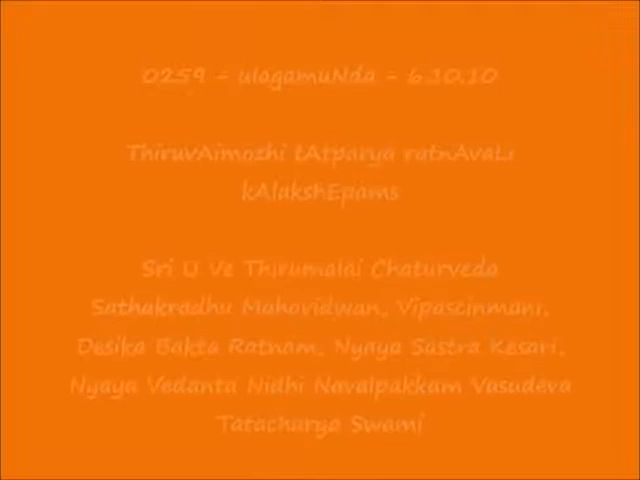 0259 - ulagamuNda - 6.10.10
ThiruvAimozhi tAtparya ratnAvaLi
kAlakshEpams
Sri U Ve Thirumalai Chaturveda
Sathakradhu Mahavidwan, Vipascinmani,
Desika Bakta Ratnam, Nyaya Sastra Kesari,
Nyaya Vedanta Nidhi Navalpakkam Vasudeva
Tatacharya Swami